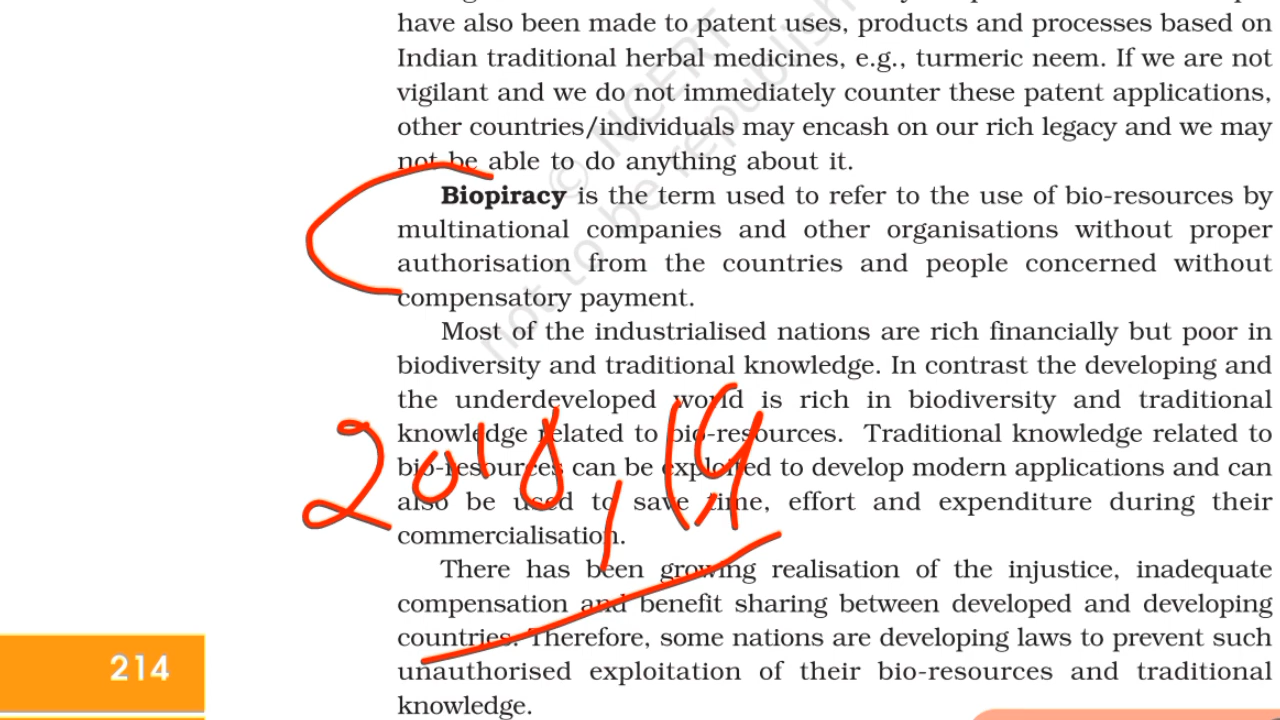 have also been made to patent uses, products and processes based on
Indian traditional herbal medicines, e.g., turmeric neem. If we are not
vigilant and we do not immediately counter these patent applications,
other countries/individuals may encash on our rich legacy and we may
not be able to do anything about it.
Biopiracy is the term used to refer to the use of bio-resources by
multinational companies and other organisations without proper
authorisation from the countries and people concerned without
compensatory payment.
Most of the industrialised nations are rich financially but poor in
biodiversity and traditional knowledge. In contrast the developing and
the underdeveloped world is rich in biodiversity and traditional
knowledge related to bio-resources. Traditional knowledge related to
bio-resources can be exploited to develop modern applications and can
also be used to save time, effort and expenditure during their
commercialisation.
There has been growing realisation of the injustice, inadequate
compensation and benefit sharing between developed and developing
countries. Therefore, some nations are developing laws to prevent such
unauthorised exploitation of their bio-resources and traditional
knowledge.
2018, 19
214
© NCERT
not to be republish